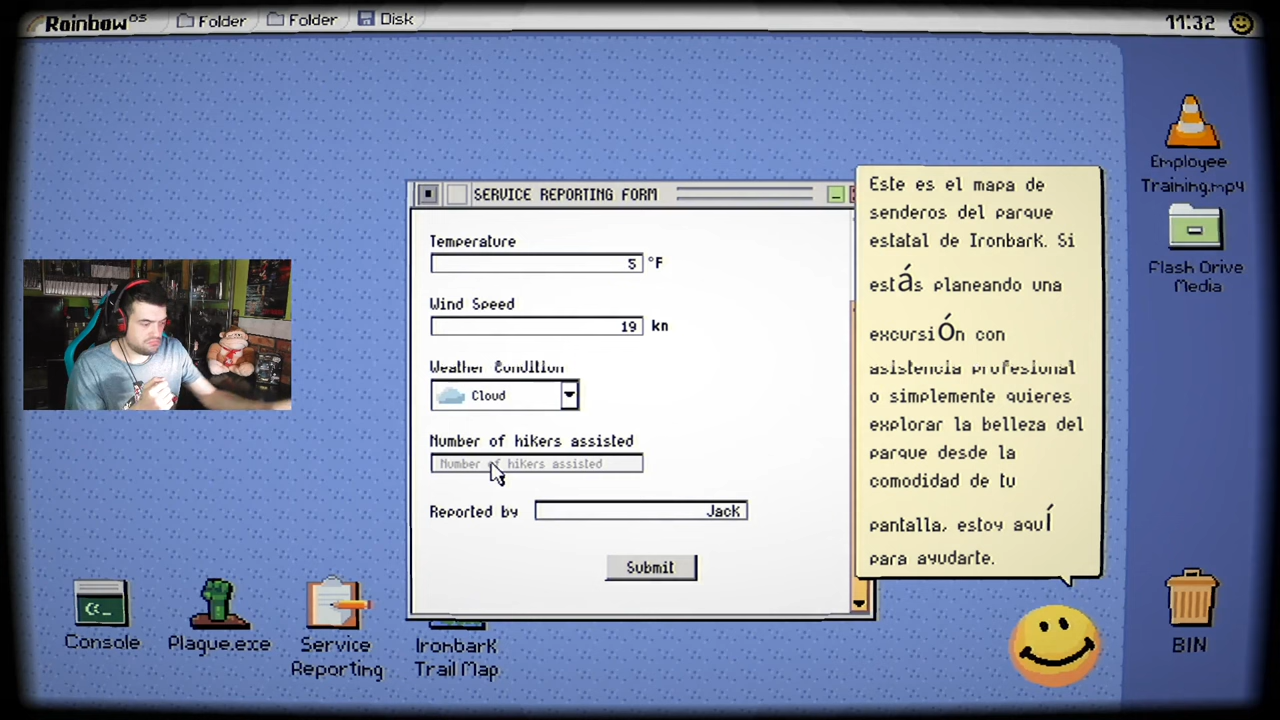 Rainbow OS
Folder
Folder
Disk
11:32
Employee
Training.mp4
Flash Drive
Media
SERVICE REPORTING FORM
Temperature
5 °F
Wind Speed
19 kn
Weather Condition
Cloud
Number of hikers assisted
Number of hikers assisted
Reported by
Jack
Submit
Este es el mapa de
senderos del parque
estatal de Ironbark. Si
estás planeando una
excursión con
asistencia profesional
o simplemente quieres
explorar la belleza del
parque desde la
comodidad de tu
pantalla, estoy aquí
para ayudarte.
Console
Plague.exe
Service
Reporting
Ironbark
Trail Map
BIN